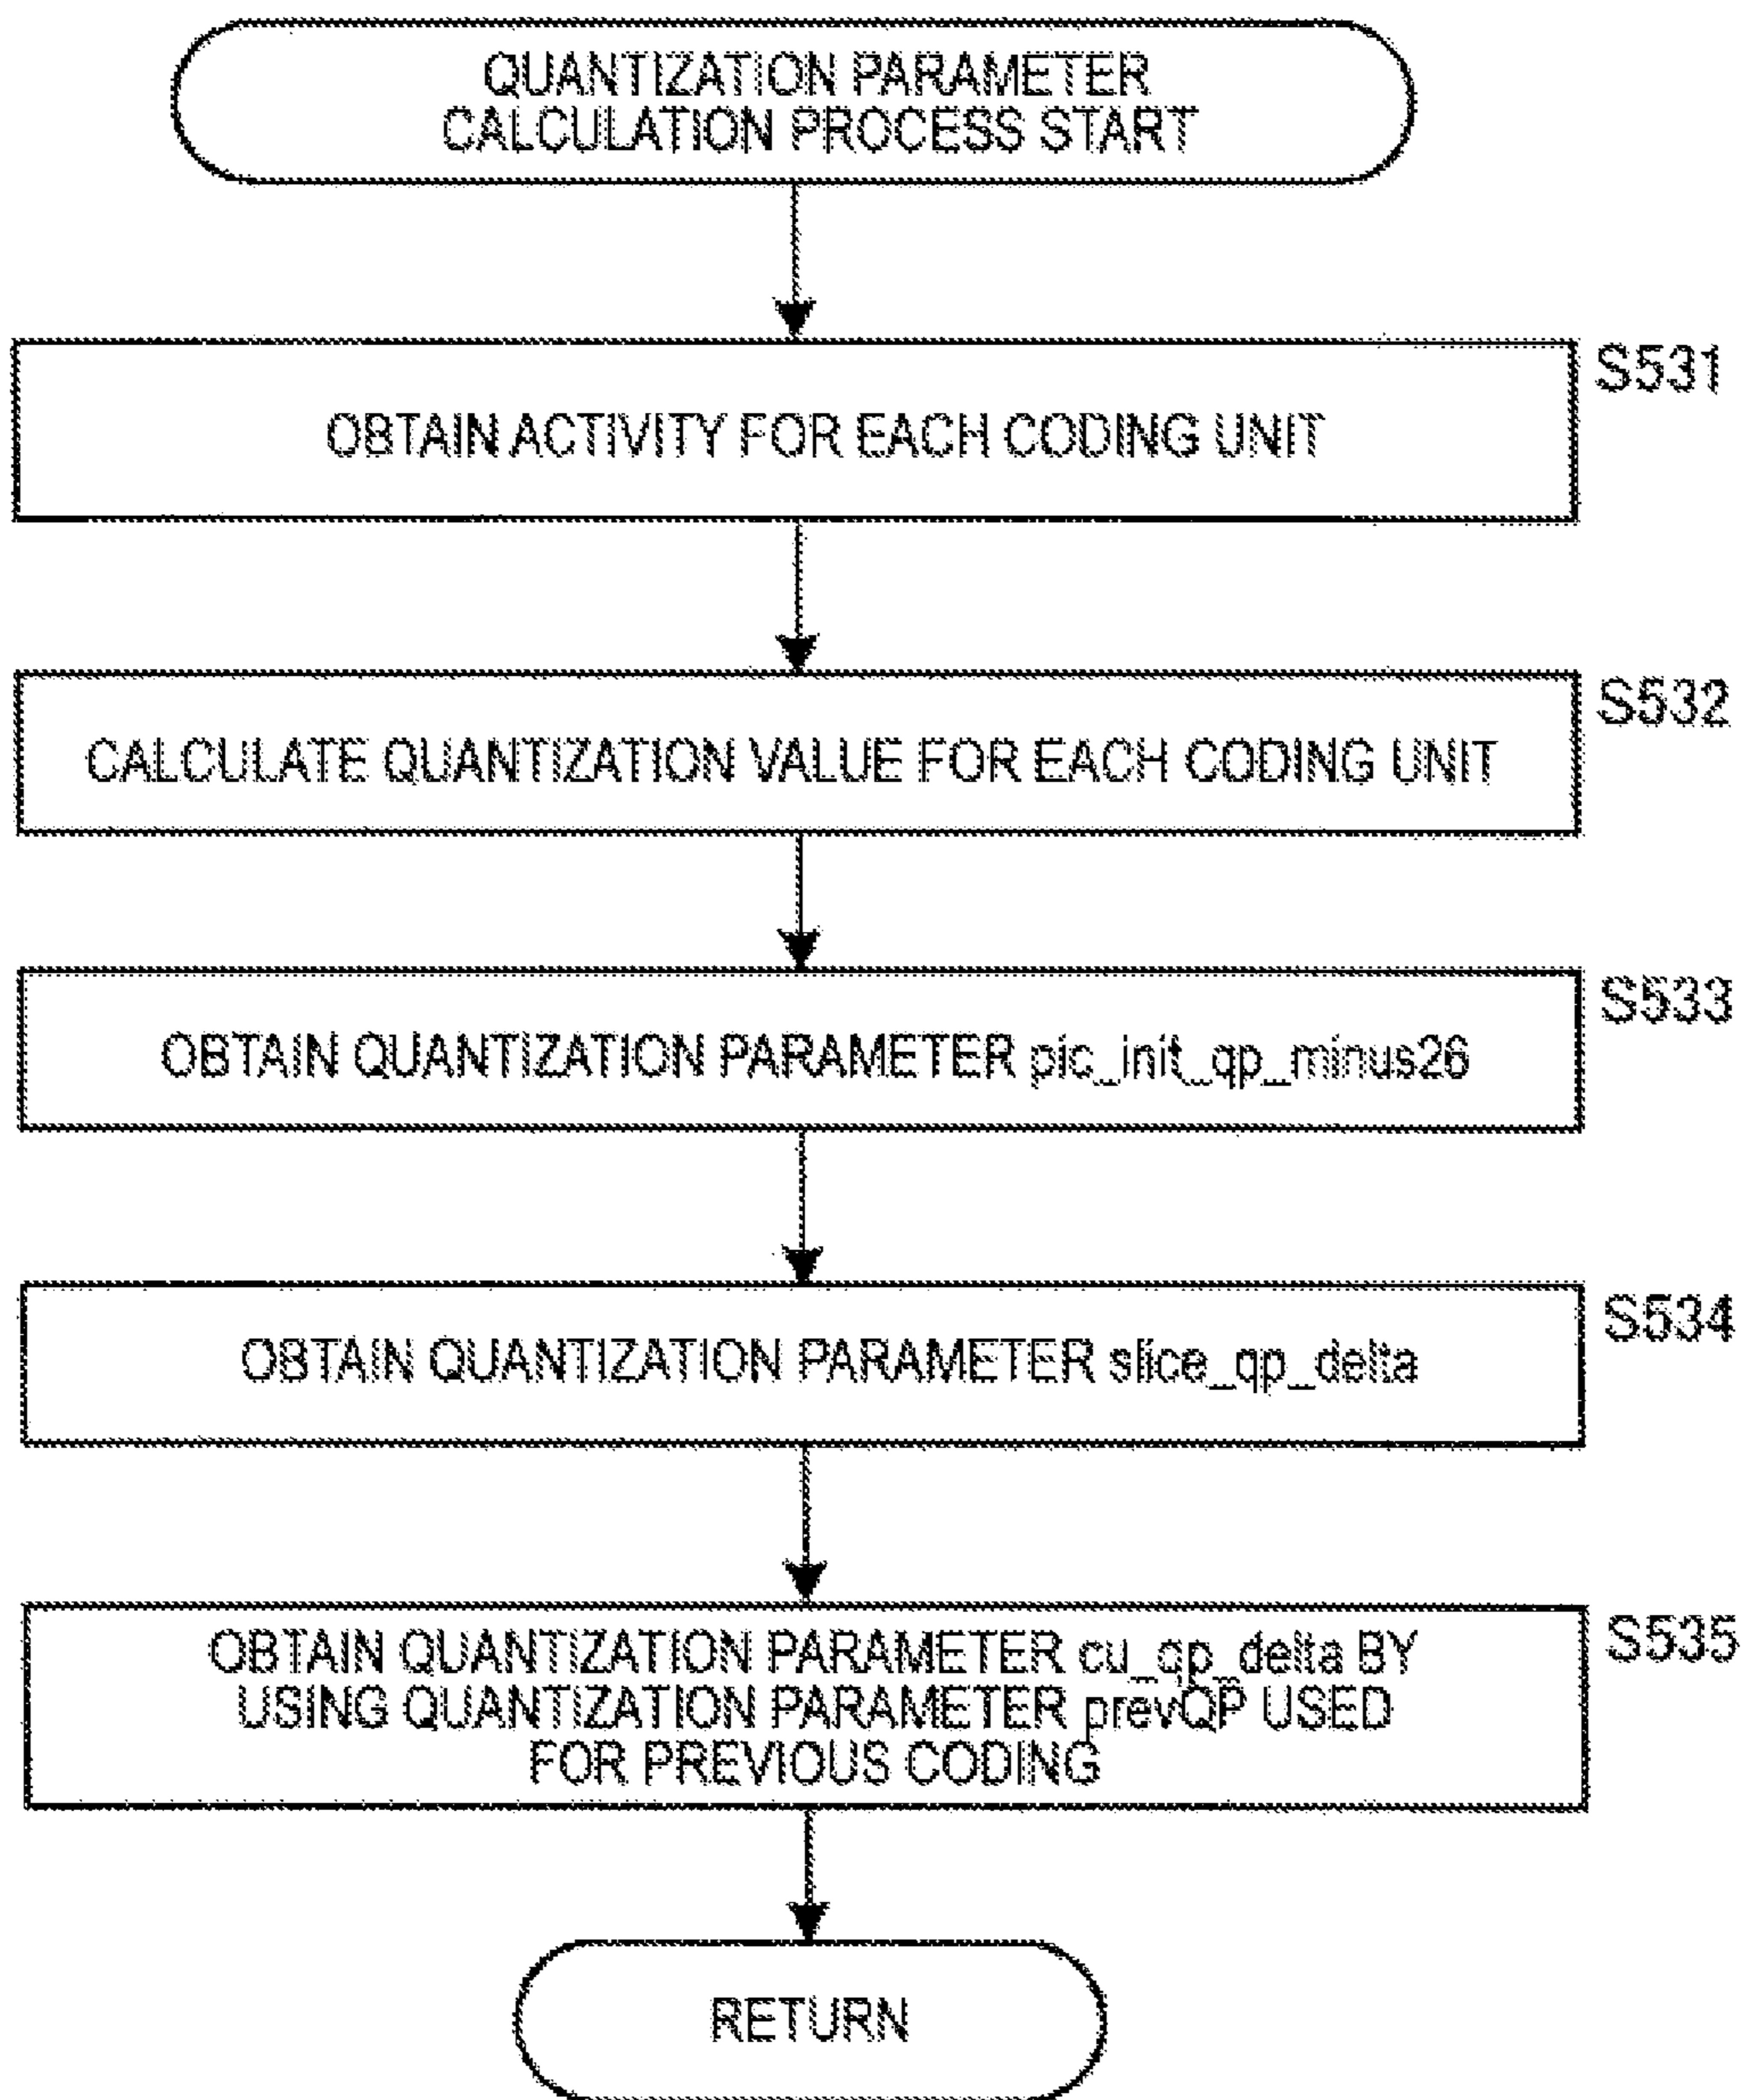 QUANTIZATION PARAMETER
CALCULATION PROCESS START
S531
OBTAIN ACTIVITY FOR EACH CODING UNIT
S532
CALCULATE QUANTIZATION VALUE FOR EACH CODING UNIT
S533
OBTAIN QUANTIZATION PARAMETER pic_init_qp_minus26
S534
OBTAIN QUANTIZATION PARAMETER slice_qp_delta
S535
OBTAIN QUANTIZATION PARAMETER cu_qp_delta BY
USING QUANTIZATION PARAMETER prevQP USED
FOR PREVIOUS CODING
RETURN